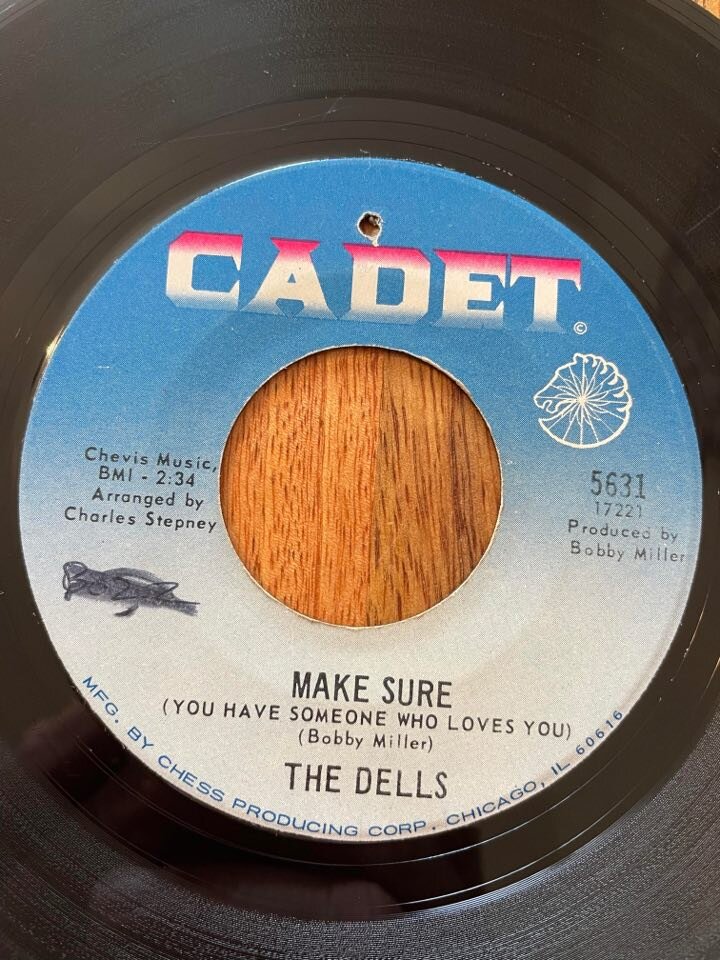 CADET
©
Chevis Music,
BMI - 2:34
Arranged by
Charles Stepney
5631
17221
Produced by
Bobby Miller
MAKE SURE
(YOU HAVE SOMEONE WHO LOVES YOU)
(Bobby Miller)
THE DELLS
MFG. BY CHESS PRODUCING CORP. CHICAGO, IL 60616